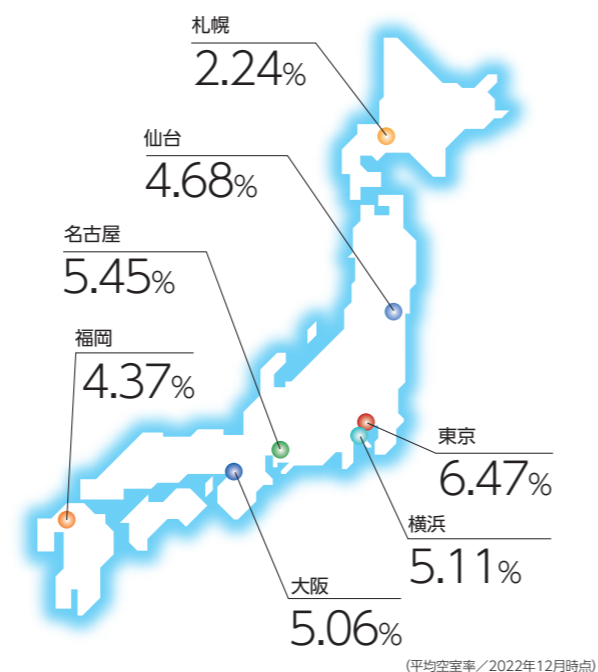 札幌
2.24%
仙台
4.68%
名古屋
5.45%
福岡
4.37%
東京
6.47%
横浜
5.11%
大阪
5.06%
(平均空室率／2022年12月時点)